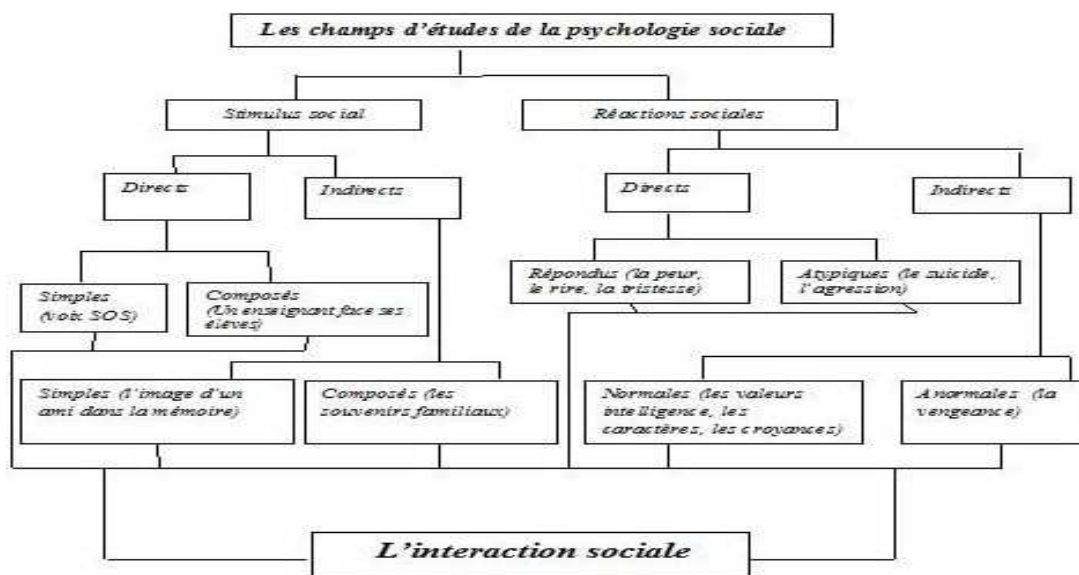 Les champs d'études de la psychologie sociale
Stimulus social
Réactions sociales
Directs
Indirects
Directs
Indirects
Simples
(voix SOS)
Composés
(Un enseignant face ses
élèves)
Répondus (la peur,
le rire, la tristesse)
Atypiques (le suicide,
l'agression)
Simples (l'image d'un
ami dans la mémoire)
Composés (les
souvenirs familiaux)
Normales (les valeurs
intelligence, les
caractères, les croyances)
Anormales (la
vengeance)
L'interaction sociale